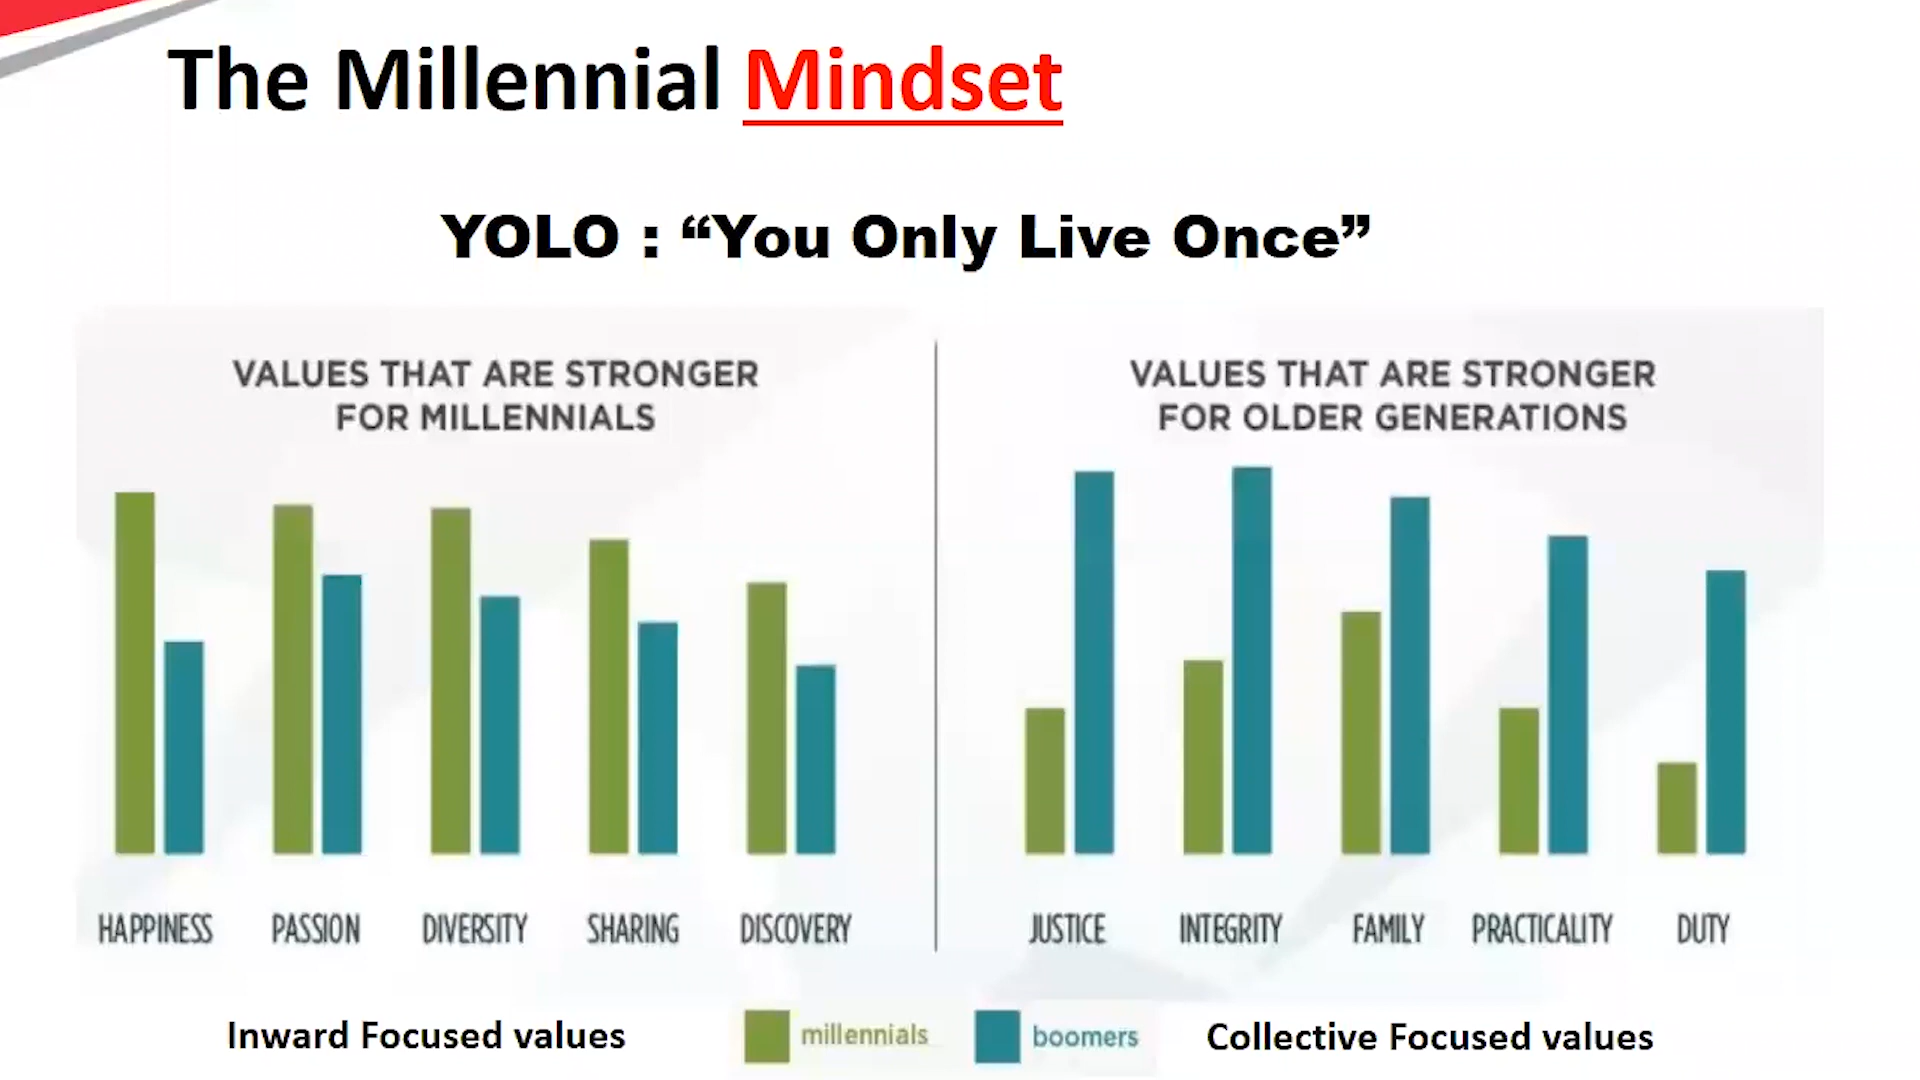 The Millennial Mindset
YOLO : “You Only Live Once”
VALUES THAT ARE STRONGER
FOR MILLENNIALS
HAPPINESS PASSION DIVERSITY SHARING DISCOVERY
VALUES THAT ARE STRONGER
FOR OLDER GENERATIONS
JUSTICE INTEGRITY FAMILY PRACTICALITY DUTY
Inward Focused values
millennials
boomers
Collective Focused values